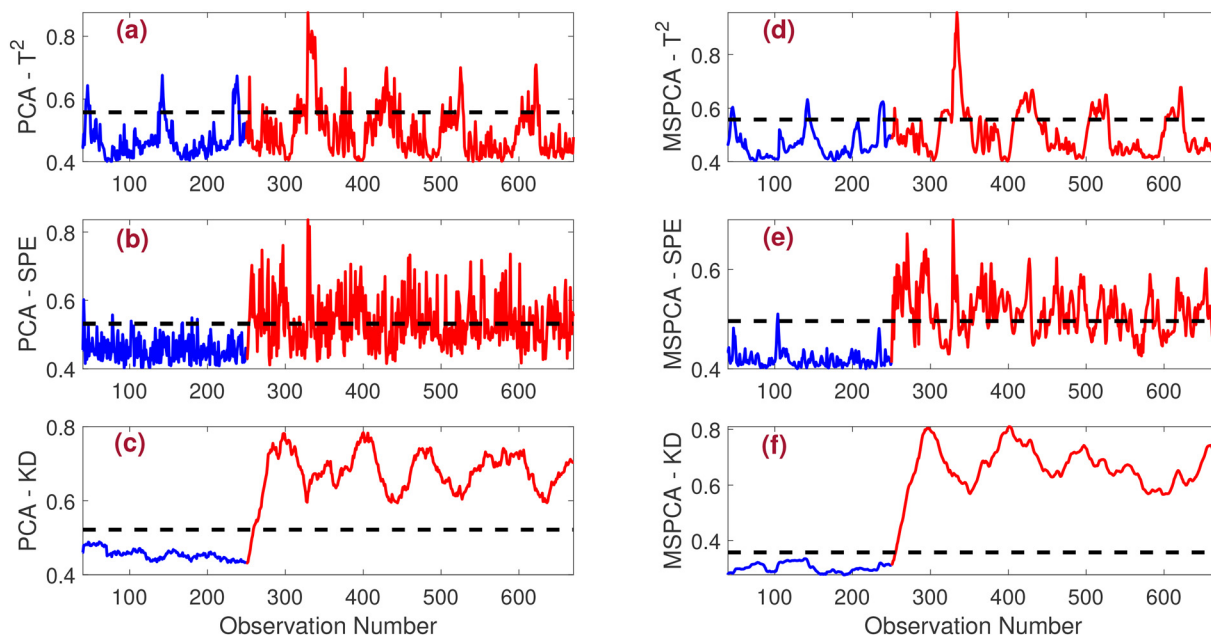 (a)
PCA - T²
0.8
0.6
0.4
100 200 300 400 500 600
(b)
PCA - SPE
0.8
0.6
0.4
100 200 300 400 500 600
(c)
PCA - KD
0.8
0.6
0.4
100 200 300 400 500 600
Observation Number
(d)
MSPCA - T²
0.8
0.6
0.4
100 200 300 400 500 600
(e)
MSPCA - SPE
0.6
0.4
100 200 300 400 500 600
(f)
MSPCA - KD
0.8
0.6
0.4
100 200 300 400 500 600
Observation Number